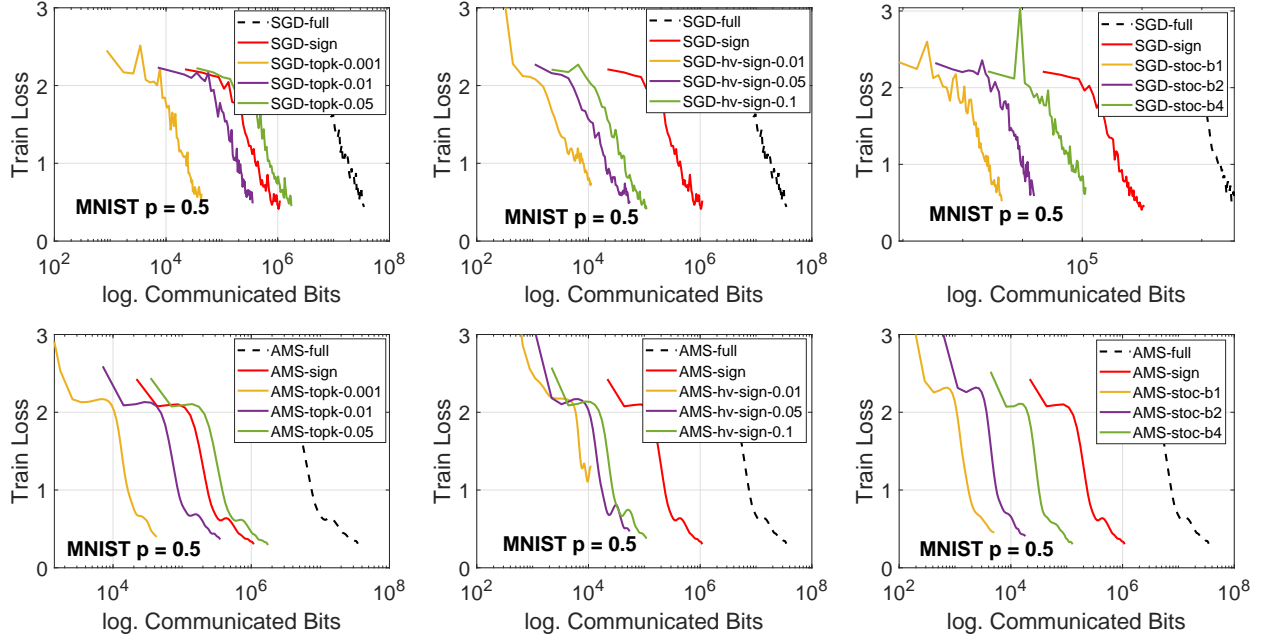 3
2
1
0
Train Loss
SGD-full
SGD-sign
SGD-topk-0.001
SGD-topk-0.01
SGD-topk-0.05
MNIST p = 0.5
10^2
10^4
10^6
10^8
log. Communicated Bits
3
2
1
0
Train Loss
SGD-full
SGD-sign
SGD-hv-sign-0.01
SGD-hv-sign-0.05
SGD-hv-sign-0.1
MNIST p = 0.5
10^2
10^4
10^6
10^8
log. Communicated Bits
3
2
1
0
Train Loss
SGD-full
SGD-sign
SGD-stoc-b1
SGD-stoc-b2
SGD-stoc-b4
MNIST p = 0.5
10^5
log. Communicated Bits
3
2
1
0
Train Loss
AMS-full
AMS-sign
AMS-topk-0.001
AMS-topk-0.01
AMS-topk-0.05
MNIST p = 0.5
10^4
10^6
log. Communicated Bits
3
2
1
0
Train Loss
AMS-full
AMS-sign
AMS-hv-sign-0.01
AMS-hv-sign-0.05
AMS-hv-sign-0.1
MNIST p = 0.5
10^2
10^4
10^6
10^8
log. Communicated Bits
3
2
1
0
Train Loss
AMS-full
AMS-sign
AMS-stoc-b1
AMS-stoc-b2
AMS-stoc-b4
MNIST p = 0.5
10^2
10^4
10^6
10^8
log. Communicated Bits